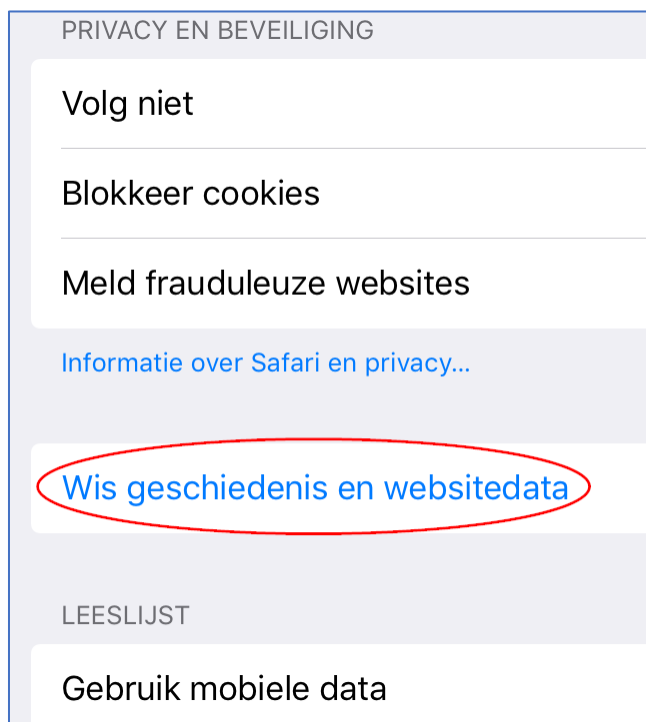 PRIVACY EN BEVEILIGING
Volg niet
Blokkeer cookies
Meld frauduleuze websites
Informatie over Safari en privacy...
Wis geschiedenis en websitedata
LEESLIJST
Gebruik mobiele data